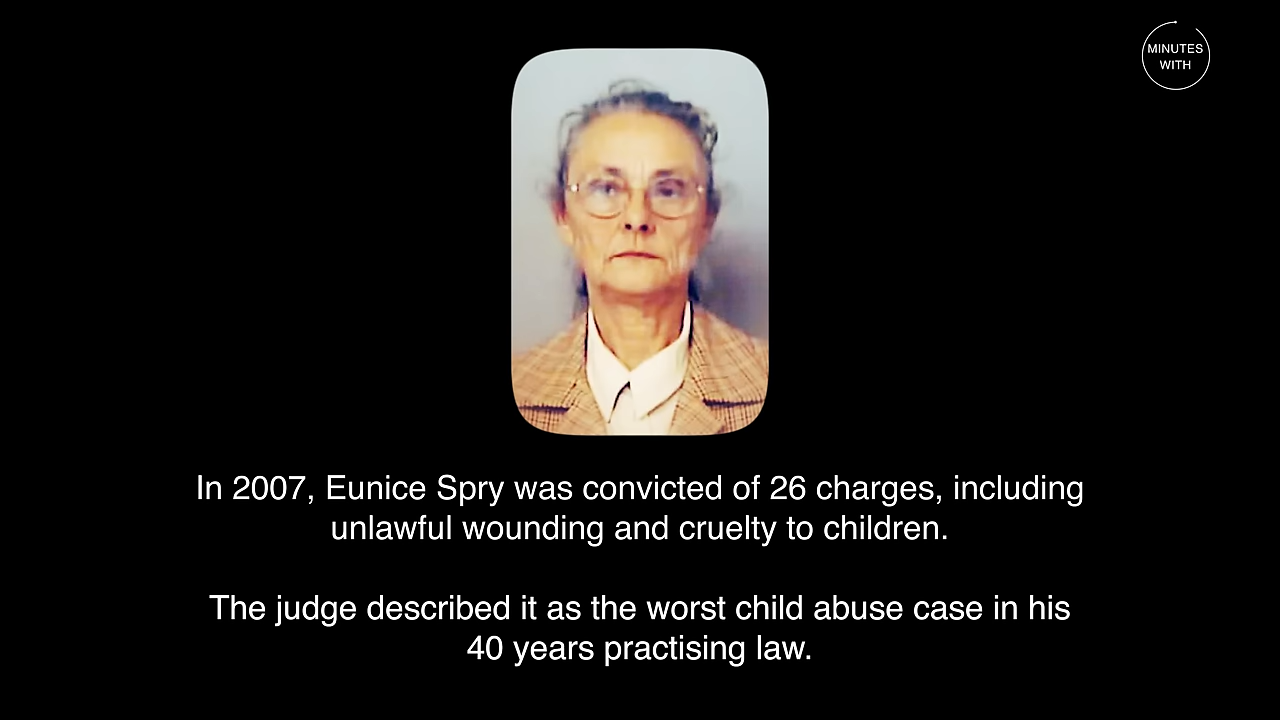 MINUTES
WITH
In 2007, Eunice Spry was convicted of 26 charges, including
unlawful wounding and cruelty to children.
The judge described it as the worst child abuse case in his
40 years practising law.